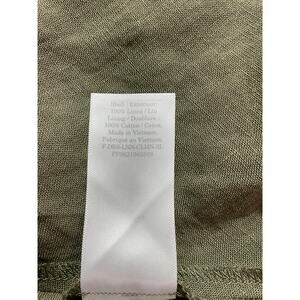 Shell / Extérieur:
100% Linen / Lin
Lining / Doublure:
100% Cotton / Coton
Made in Vietnam.
Fabriqué au Vietnam.